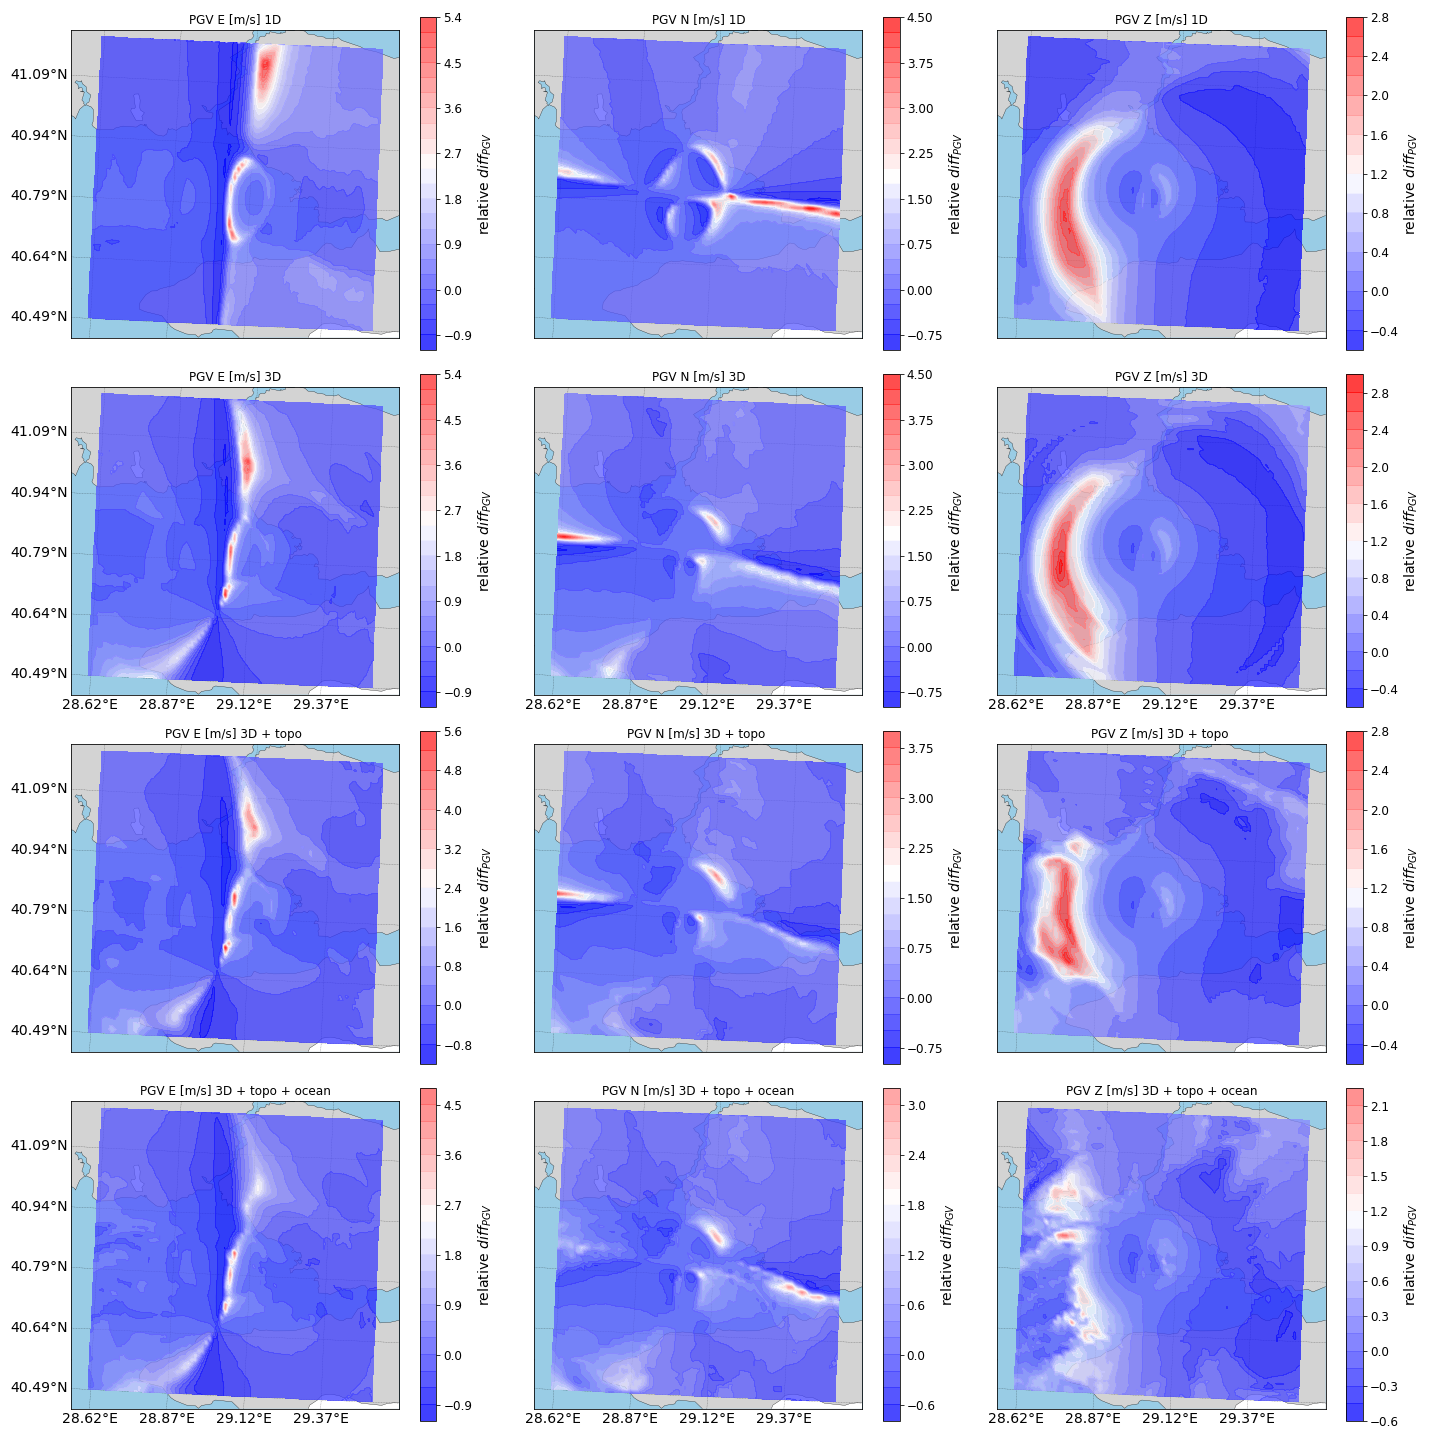 PGV E [m/s] 1D
41.09°N
40.94°N
40.79°N
40.64°N
40.49°N
5.4
4.5
3.6
2.7
1.8
0.9
0.0
−0.9
relative diff_PGV
PGV N [m/s] 1D
4.50
3.75
3.00
2.25
1.50
0.75
0.00
−0.75
relative diff_PGV
PGV Z [m/s] 1D
2.8
2.4
2.0
1.6
1.2
0.8
0.4
0.0
−0.4
relative diff_PGV
PGV E [m/s] 3D
41.09°N
40.94°N
40.79°N
40.64°N
40.49°N
28.62°E 28.87°E 29.12°E 29.37°E
5.4
4.5
3.6
2.7
1.8
0.9
0.0
−0.9
relative diff_PGV
PGV N [m/s] 3D
28.62°E 28.87°E 29.12°E 29.37°E
4.50
3.75
3.00
2.25
1.50
0.75
0.00
−0.75
relative diff_PGV
PGV Z [m/s] 3D
28.62°E 28.87°E 29.12°E 29.37°E
2.8
2.4
2.0
1.6
1.2
0.8
0.4
0.0
−0.4
relative diff_PGV
PGV E [m/s] 3D + topo
41.09°N
40.94°N
40.79°N
40.64°N
40.49°N
5.6
4.8
4.0
3.2
2.4
1.6
0.8
0.0
−0.8
relative diff_PGV
PGV N [m/s] 3D + topo
3.75
3.00
2.25
1.50
0.75
0.00
−0.75
relative diff_PGV
PGV Z [m/s] 3D + topo
2.8
2.4
2.0
1.6
1.2
0.8
0.4
0.0
−0.4
relative diff_PGV
PGV E [m/s] 3D + topo + ocean
41.09°N
40.94°N
40.79°N
40.64°N
40.49°N
28.62°E 28.87°E 29.12°E 29.37°E
4.5
3.6
2.7
1.8
0.9
0.0
−0.9
relative diff_PGV
PGV N [m/s] 3D + topo + ocean
28.62°E 28.87°E 29.12°E 29.37°E
3.0
2.4
1.8
1.2
0.6
0.0
−0.6
relative diff_PGV
PGV Z [m/s] 3D + topo + ocean
28.62°E 28.87°E 29.12°E 29.37°E
2.1
1.8
1.5
1.2
0.9
0.6
0.3
0.0
−0.3
−0.6
relative diff_PGV